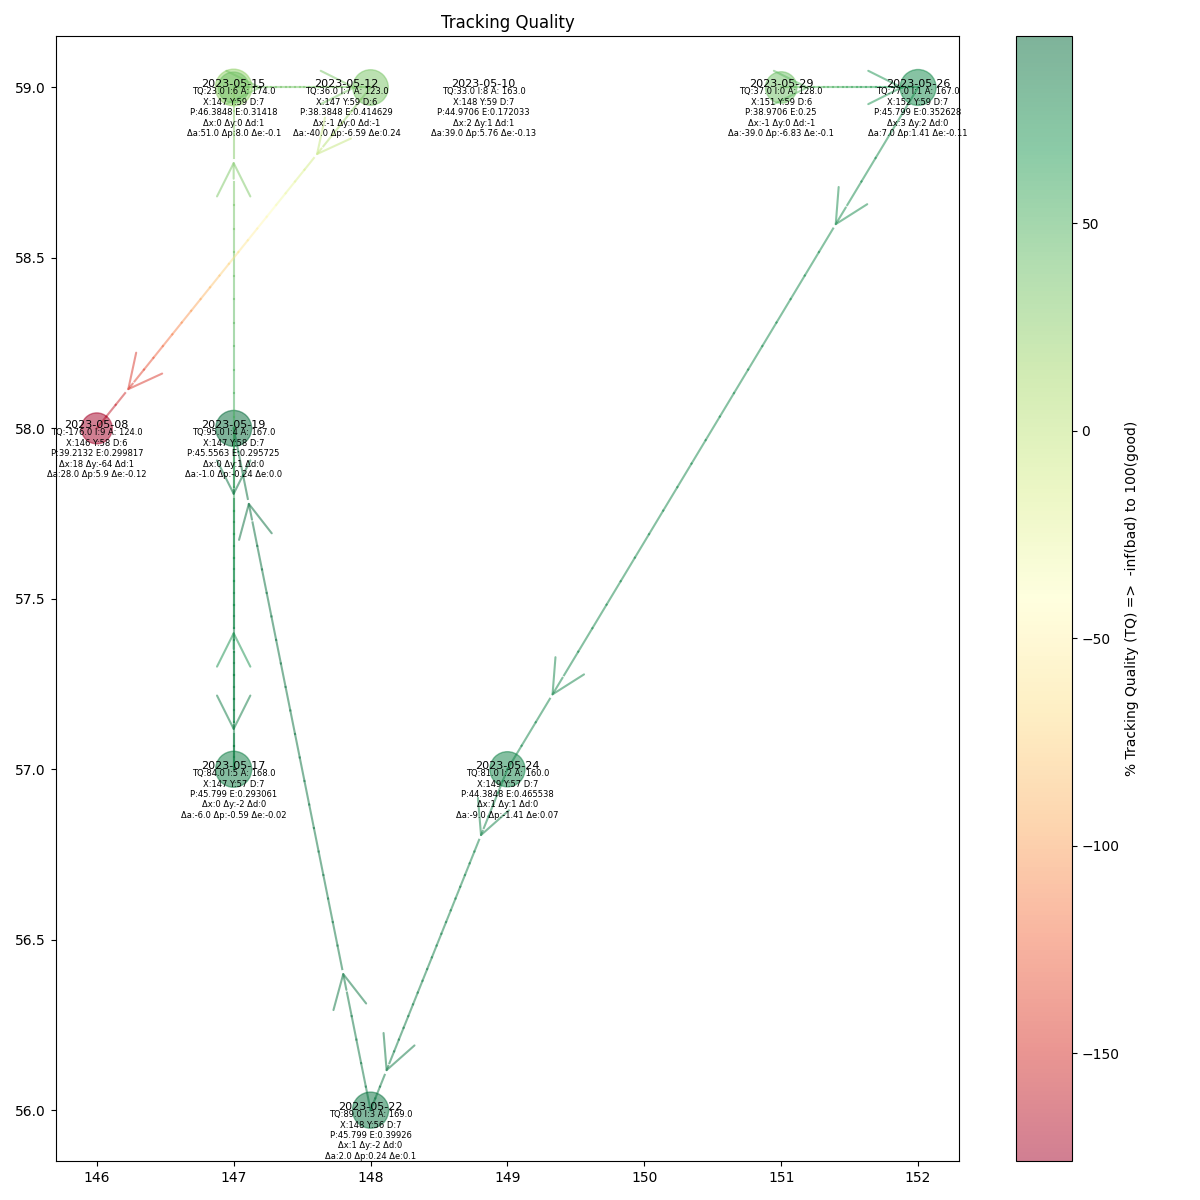 Tracking Quality
59.0
58.5
58.0
57.5
57.0
56.5
56.0
146
147
148
149
150
151
152
2023-05-15
TQ:23.0 I:6 A: 174.0
X:147 Y:59 D:7
P:46.3848 E:0.31418
Δx:0 Δy:0 Δd:1
Δa:51.0 Δp:8.0 Δe:-0.1
2023-05-12
TQ:36.0 I:7 A: 123.0
X:147 Y:59 D:6
P:38.3848 E:0.414629
Δx:-1 Δy:0 Δd:-1
Δa:-40.0 Δp:-6.59 Δe:0.24
2023-05-10
TQ:33.0 I:8 A: 163.0
X:148 Y:59 D:7
P:44.9706 E:0.172033
Δx:2 Δy:1 Δd:1
Δa:39.0 Δp:5.76 Δe:-0.13
2023-05-29
TQ:37.0 I:0 A: 128.0
X:151 Y:59 D:6
P:38.9706 E:0.25
Δx:-1 Δy:0 Δd:-1
Δa:-39.0 Δp:-6.83 Δe:-0.1
2023-05-26
TQ:77.0 I:1 A: 167.0
X:152 Y:59 D:7
P:45.799 E:0.352628
Δx:3 Δy:2 Δd:0
Δa:7.0 Δp:1.41 Δe:-0.11
2023-05-08
TQ:-176.0 I:9 A: 124.0
X:146 Y:58 D:6
P:39.2132 E:0.299817
Δx:18 Δy:-64 Δd:1
Δa:28.0 Δp:5.9 Δe:-0.12
2023-05-19
TQ:95.0 I:4 A: 167.0
X:147 Y:58 D:7
P:45.5563 E:0.295725
Δx:0 Δy:1 Δd:0
Δa:-1.0 Δp:-0.24 Δe:0.0
2023-05-17
TQ:84.0 I:5 A: 168.0
X:147 Y:57 D:7
P:45.799 E:0.293061
Δx:0 Δy:-2 Δd:0
Δa:-6.0 Δp:-0.59 Δe:-0.02
2023-05-24
TQ:81.0 I:2 A: 160.0
X:149 Y:57 D:7
P:44.3848 E:0.465538
Δx:1 Δy:1 Δd:0
Δa:-9.0 Δp:-1.41 Δe:0.07
2023-05-22
TQ:89.0 I:3 A: 169.0
X:148 Y:56 D:7
P:45.799 E:0.39926
Δx:1 Δy:-2 Δd:0
Δa:2.0 Δp:0.24 Δe:0.1
50
0
−50
−100
−150
% Tracking Quality (TQ) => -inf(bad) to 100(good)